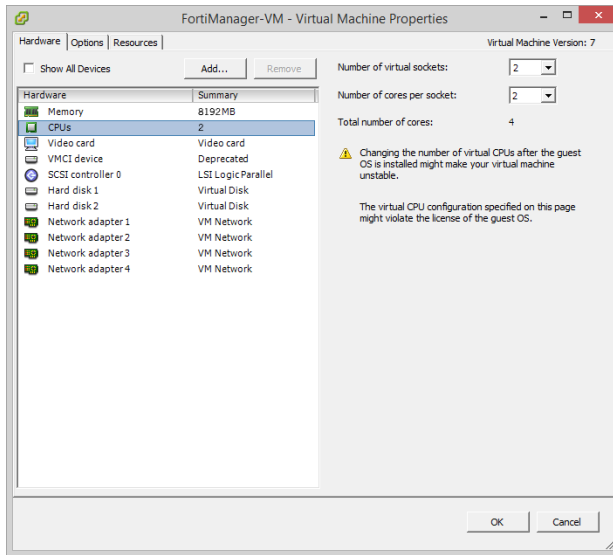 FortiManager-VM - Virtual Machine Properties
Hardware Options Resources
Virtual Machine Version: 7
Show All Devices
Add...
Remove
Hardware Summary
Memory 8192MB
CPUs 2
Video card Video card
VMCI device Deprecated
SCSI controller 0 LSI Logic Parallel
Hard disk 1 Virtual Disk
Hard disk 2 Virtual Disk
Network adapter 1 VM Network
Network adapter 2 VM Network
Network adapter 3 VM Network
Network adapter 4 VM Network
Number of virtual sockets: 2
Number of cores per socket: 2
Total number of cores: 4
Changing the number of virtual CPUs after the guest
OS is installed might make your virtual machine
unstable.
The virtual CPU configuration specified on this page
might violate the license of the guest OS.
OK Cancel